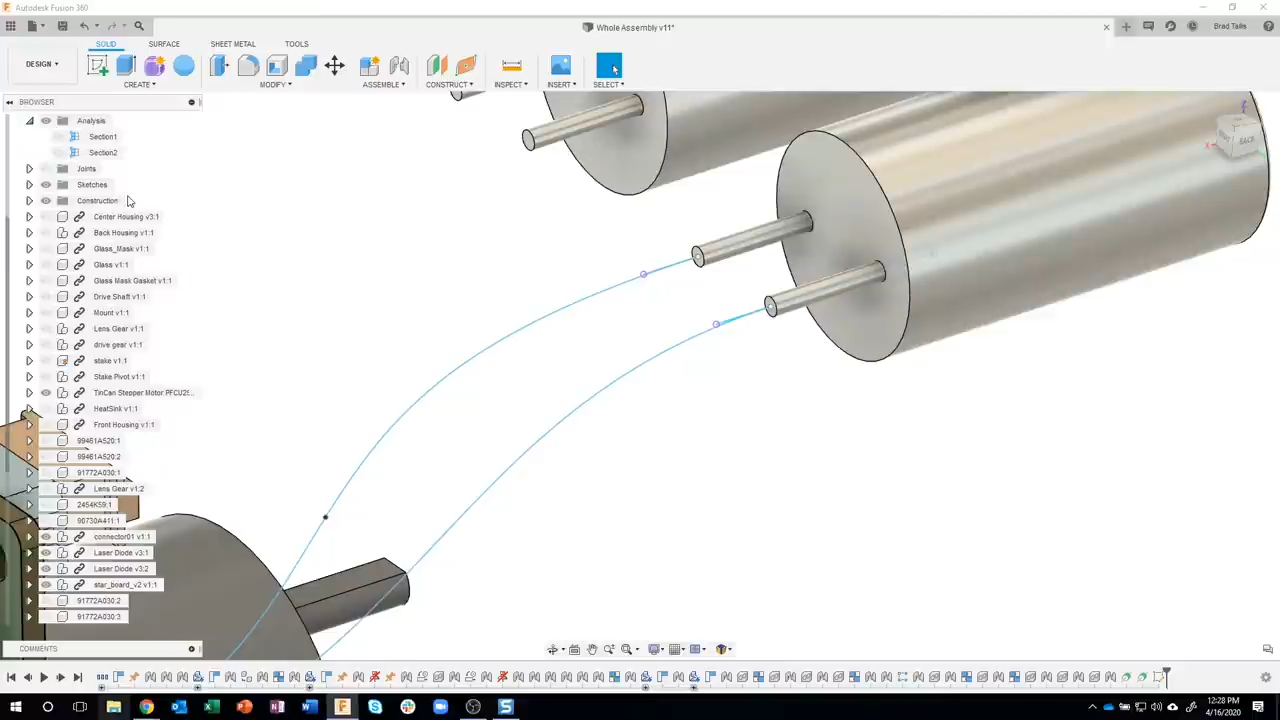 Autodesk Fusion 360
Whole Assembly v11*
Brad Tallis
DESIGN
SOLID
SURFACE
SHEET METAL
TOOLS
CREATE
MODIFY
ASSEMBLE
CONSTRUCT
INSPECT
INSERT
SELECT
BROWSER
Analysis
Section1
Section2
Joints
Sketches
Construction
Center Housing v3:1
Back Housing v1:1
Glass_Mask v1:1
Glass v1:1
Glass Mask Gasket v1:1
Drive Shaft v1:1
Mount v1:1
Lens Gear v1:1
drive gear v1:1
stake v1:1
Stake Pivot v1:1
TinCan Stepper Motor PFCU25...
HeatSink v1:1
Front Housing v1:1
99461A520:1
99461A520:2
91772A030:1
Lens Gear v1:2
2454K59:1
90730A411:1
connector01 v1:1
Laser Diode v3:1
Laser Diode v3:2
star_board_v2 v1:1
91772A030:2
91772A030:3
BACK
COMMENTS
12:28 PM
4/16/2020